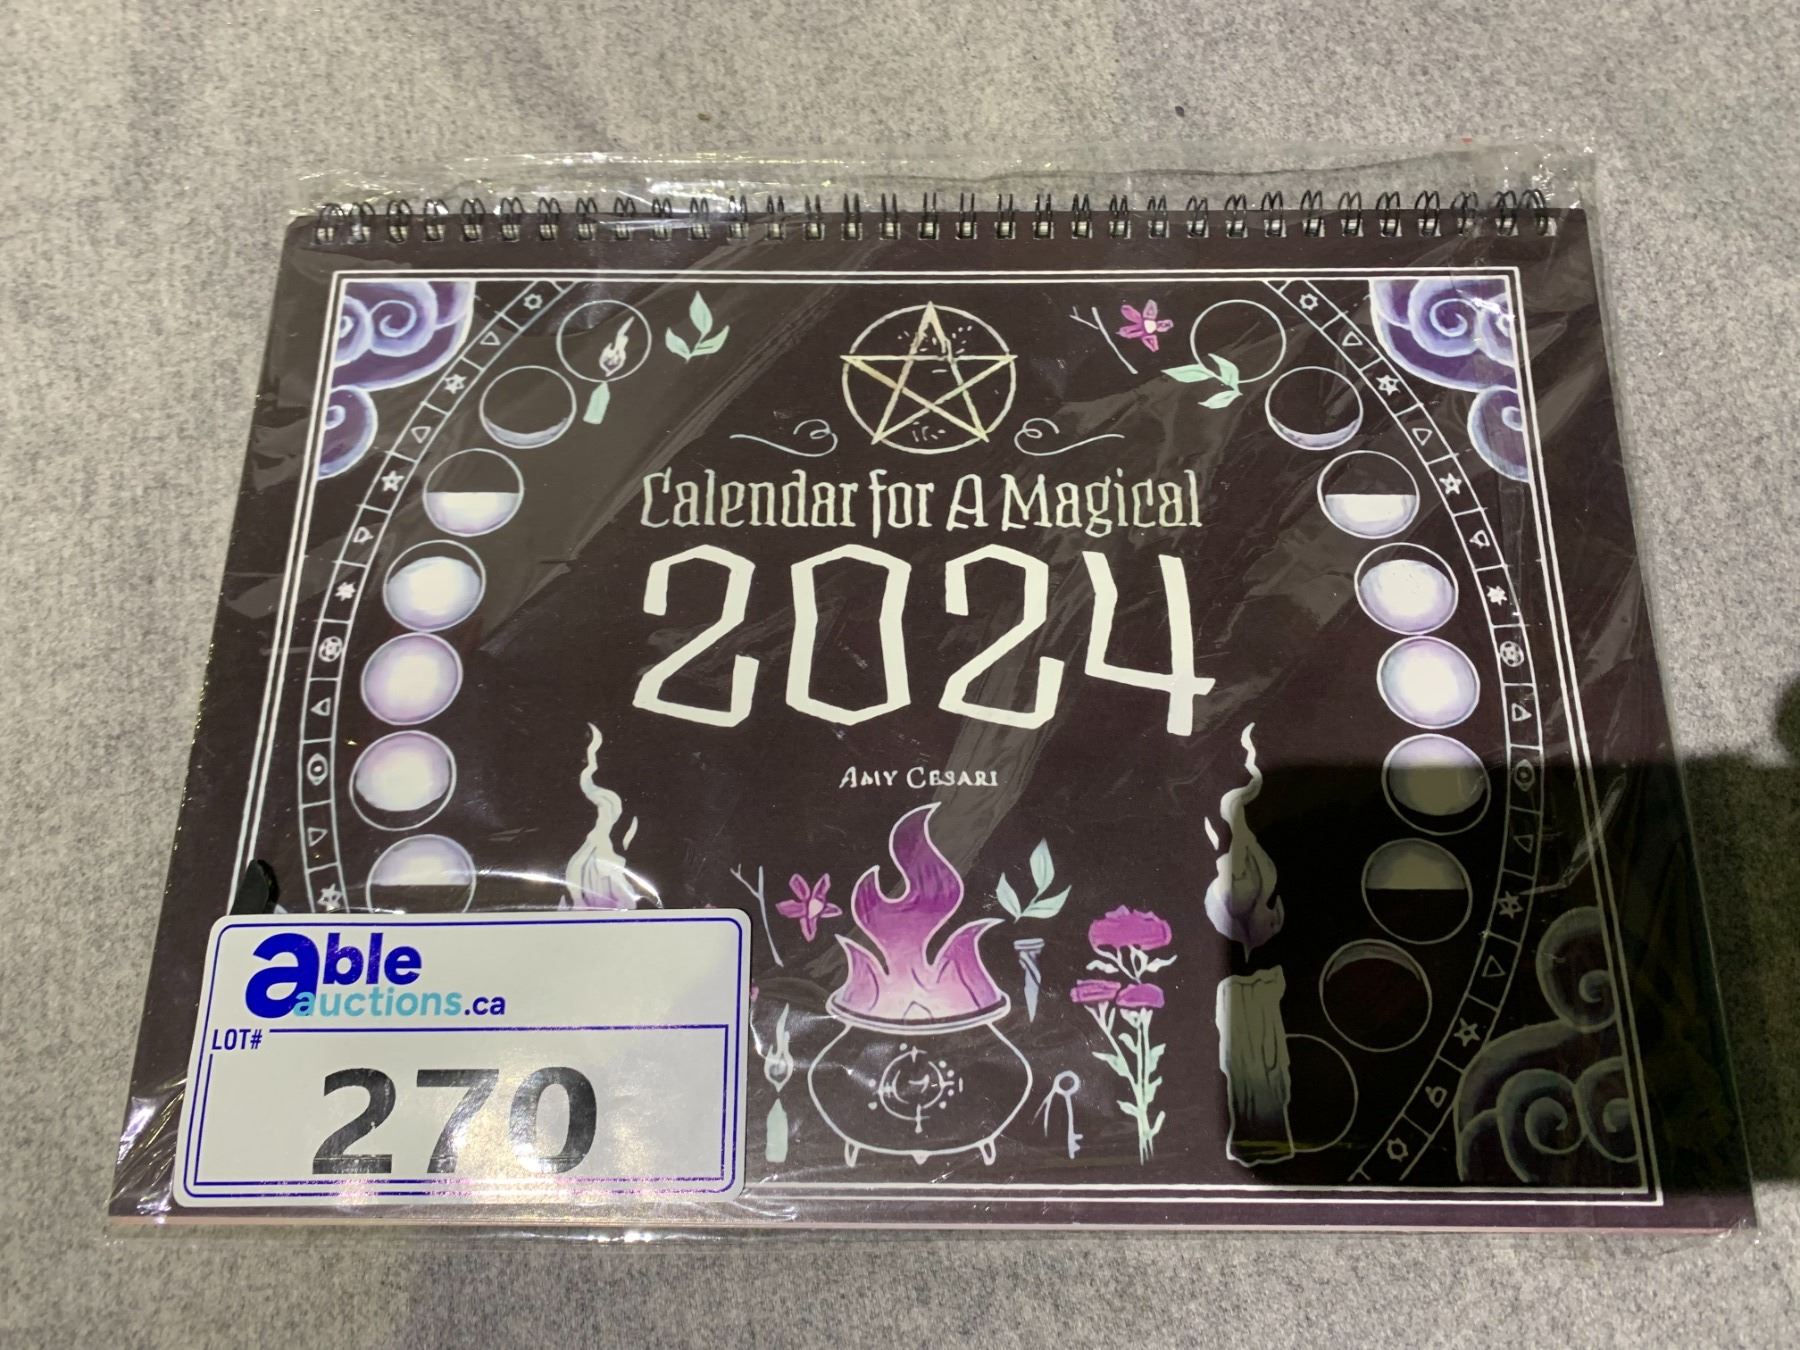 Calendar for A Magical
2024
Amy Cesari
able
auctions.ca
LOT#
270